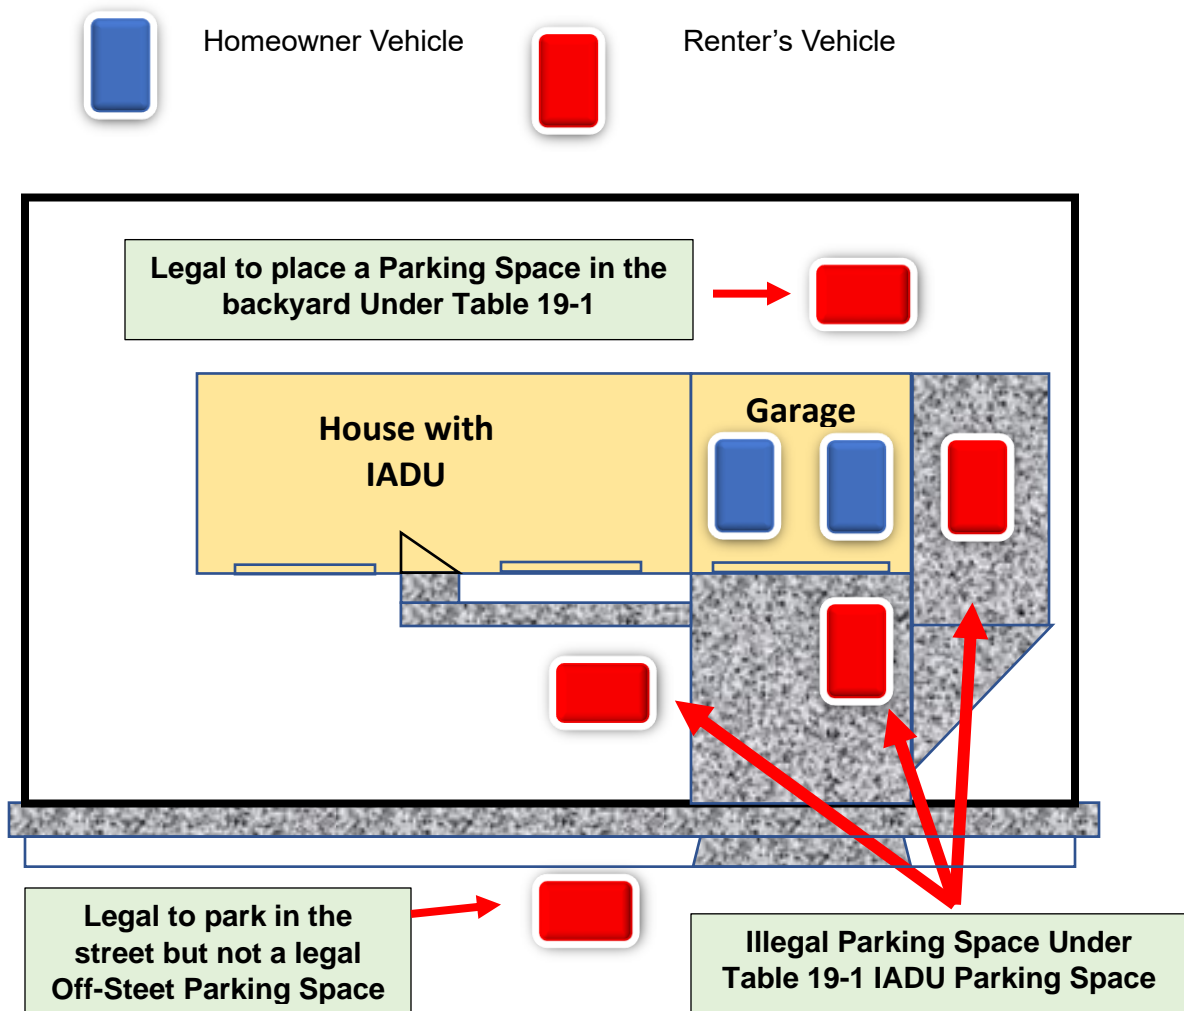 Homeowner Vehicle
Renter’s Vehicle
Legal to place a Parking Space in the
backyard Under Table 19-1
House with
IADU
Garage
Legal to park in the
street but not a legal
Off-Steet Parking Space
Illegal Parking Space Under
Table 19-1 IADU Parking Space